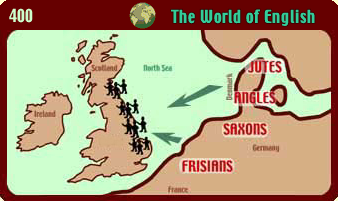 400 The World of English
Scotland
North Sea
JUTES
Denmark
ANGLES
Ireland
SAXONS
Germany
FRISIANS
France